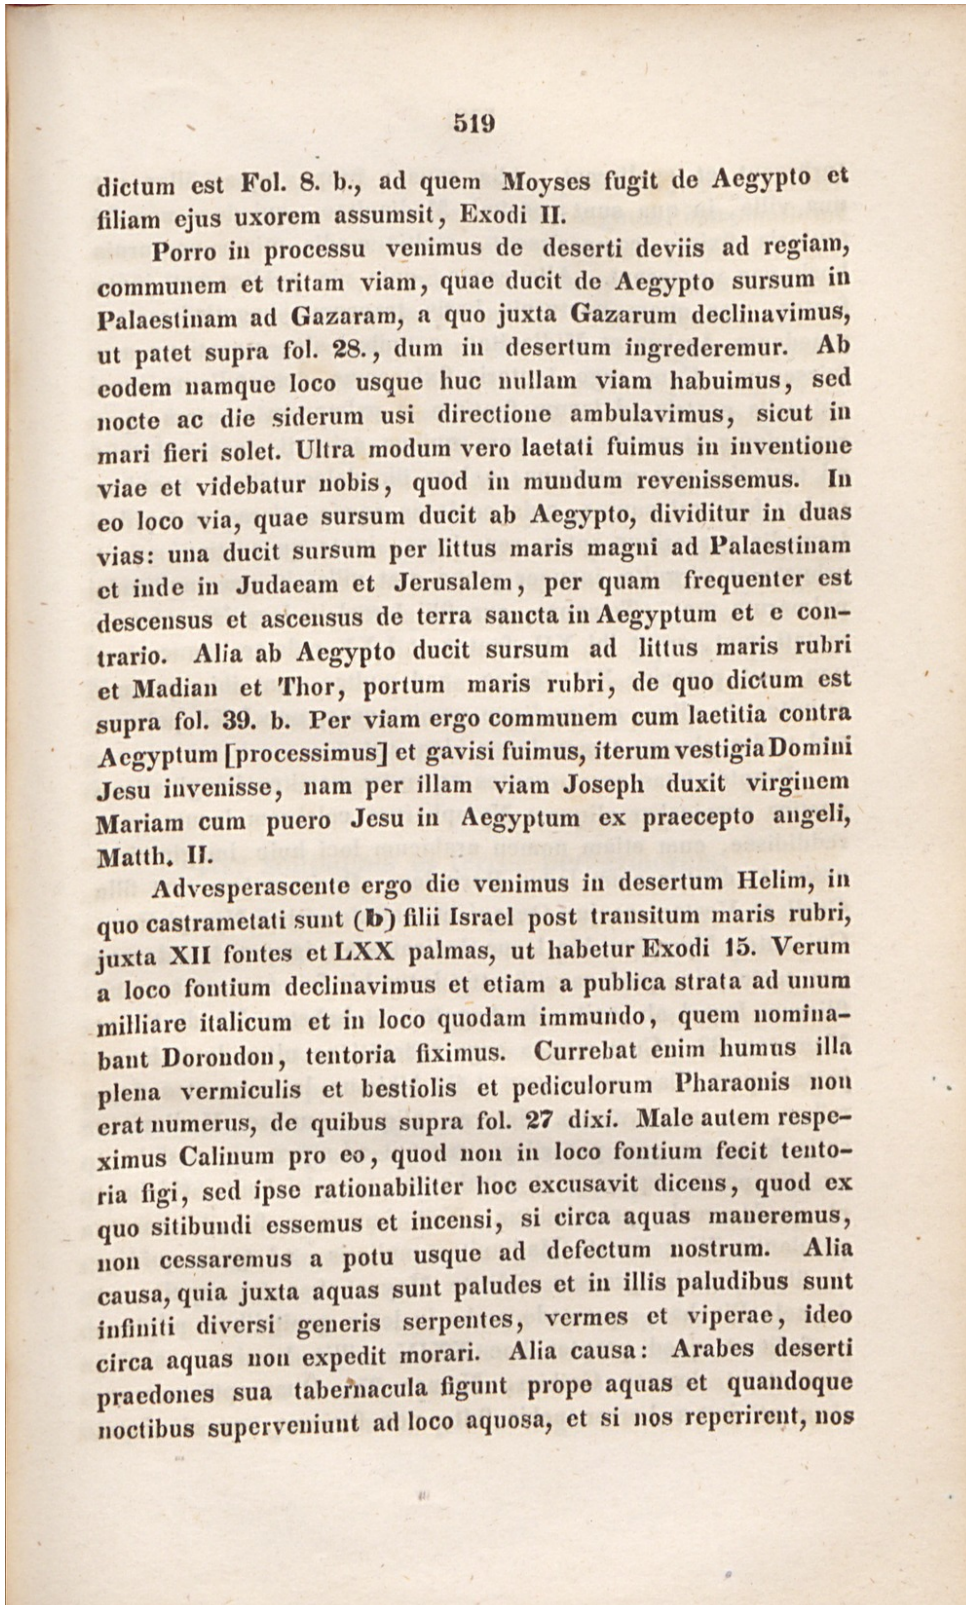 519
dictum est Fol. 8. b., ad quem Moyses fugit de Aegypto et
filiam ejus uxorem assumsit, Exodi II.
Porro in processu venimus de deserti deviis ad regiam,
communem et tritam viam, quae ducit de Aegypto sursum in
Palaestinam ad Gazaram, a quo juxta Gazarum declinavimus,
ut patet supra fol. 28., dum in desertum ingrederemur. Ab
eodem namque loco usque huc nullam viam habuimus, sed
nocte ac die siderum usi directione ambulavimus, sicut in
mari fieri solet. Ultra modum vero laetati fuimus in inventione
viae et videbatur nobis, quod in mundum revenissemus. In
eo loco via, quae sursum ducit ab Aegypto, dividitur in duas
vias: una ducit sursum per littus maris magni ad Palaestinam
et inde in Judaeam et Jerusalem, per quam frequenter est
descensus et ascensus de terra sancta in Aegyptum et e con-
trario. Alia ab Aegypto ducit sursum ad littus maris rubri
et Madian et Thor, portum maris rubri, de quo dictum est
supra fol. 39. b. Per viam ergo communem cum laetitia contra
Aegyptum [processimus] et gavisi fuimus, iterum vestigia Domini
Jesu invenisse, nam per illam viam Joseph duxit virginem
Mariam cum puero Jesu in Aegyptum ex praecepto angeli,
Matth. II.
Advesperascente ergo die venimus in desertum Helim, in
quo castrametati sunt (b) filii Israel post transitum maris rubri,
juxta XII fontes et LXX palmas, ut habetur Exodi 15. Verum
a loco fontium declinavimus et etiam a publica strata ad unum
milliare italicum et in loco quodam immundo, quem nomina-
bant Dorondon, tentoria fiximus. Currebat enim humus illa
plena vermiculis et bestiolis et pediculorum Pharaonis non
erat numerus, de quibus supra fol. 27 dixi. Male autem respe-
ximus Calinum pro eo, quod non in loco fontium fecit tento-
ria figi, sed ipse rationabiliter hoc excusavit dicens, quod ex
quo sitibundi essemus et incensi, si circa aquas maneremus,
non cessaremus a potu usque ad defectum nostrum. Alia
causa, quia juxta aquas sunt paludes et in illis paludibus sunt
infiniti diversi generis serpentes, vermes et viperae, ideo
circa aquas non expedit morari. Alia causa: Arabes deserti
praedones sua tabernacula figunt prope aquas et quandoque
noctibus superveniunt ad loco aquosa, et si nos reperirent, nos